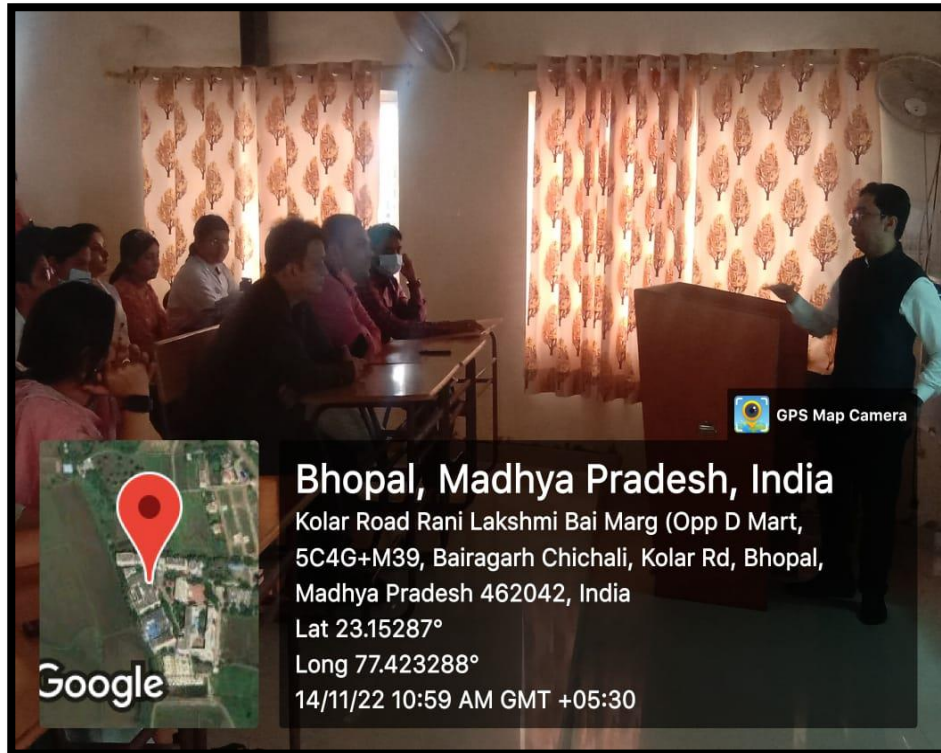 GPS Map Camera
Bhopal, Madhya Pradesh, India
Kolar Road Rani Lakshmi Bai Marg (Opp D Mart,
5C4G+M39, Bairagarh Chichali, Kolar Rd, Bhopal,
Madhya Pradesh 462042, India
Lat 23.15287°
Long 77.423288°
14/11/22 10:59 AM GMT +05:30
Google